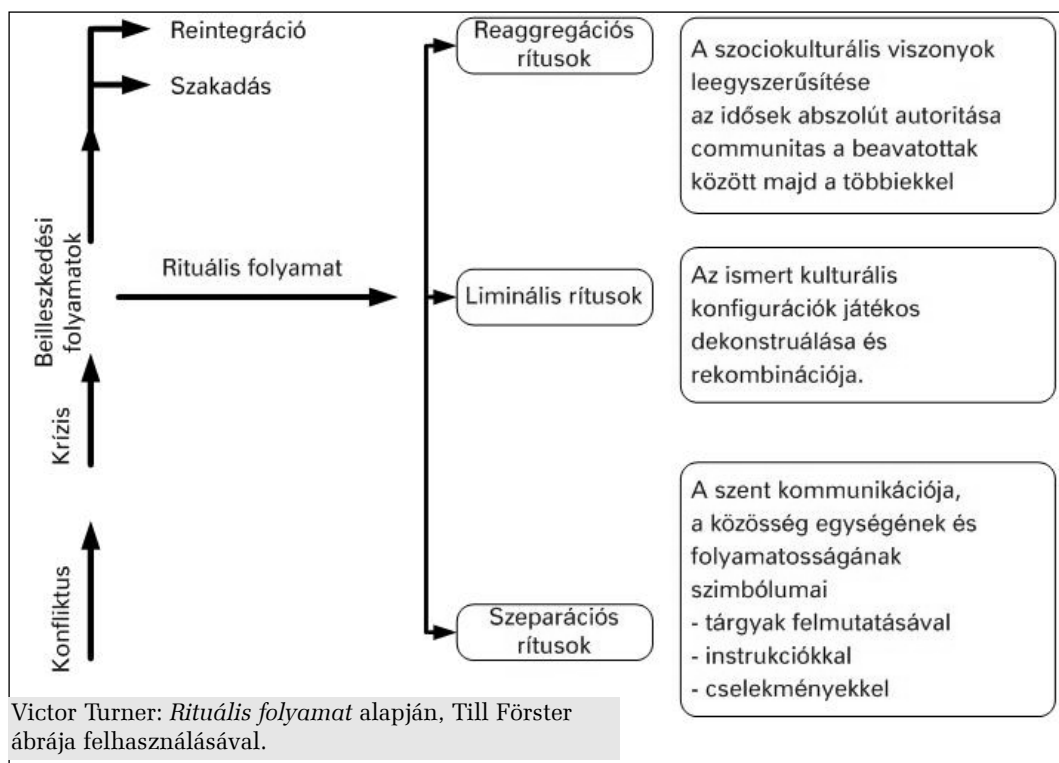 Reintegráció
Szakadás
Beilleszkedési
folyamatok
Krízis
Konfliktus
Rituális folyamat
Reaggregációs
rítusok
Liminális rítusok
Szeparációs
rítusok
A szociokulturális viszonyok
leegyszerűsítése
az idősek abszolút autoritása
communitas a beavatottak
között majd a többiekkel
Az ismert kulturális
konfigurációk játékos
dekonstruálása és
rekombinációja.
A szent kommunikációja,
a közösség egységének és
folyamatosságának
szimbólumai
- tárgyak felmutatásával
- instrukciókkal
- cselekményekkel
Victor Turner: Rituális folyamat alapján, Till Förster
ábrája felhasználásával.